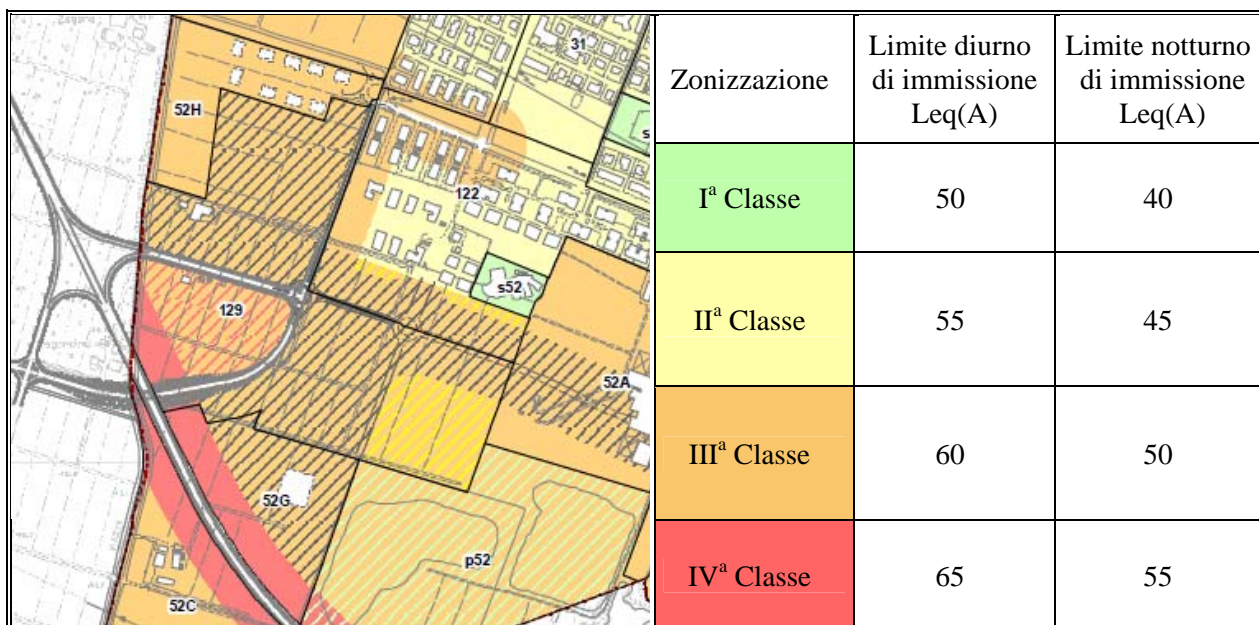 31
52H
s
122
s52
129
52A
52G
p52
52C
Zonizzazione
Limite diurno
di immissione
Leq(A)
Limite notturno
di immissione
Leq(A)
Iª Classe
50
40
IIª Classe
55
45
IIIª Classe
60
50
IVª Classe
65
55